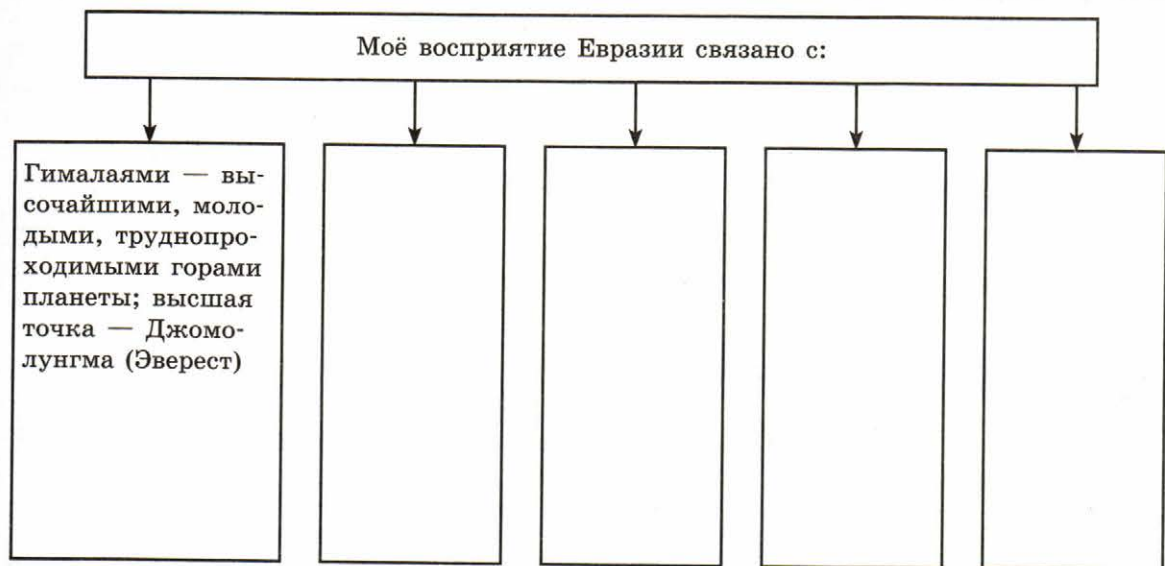 Моё восприятие Евразии связано с:
Гималаями — вы-
сочайшими, моло-
дыми, труднопро-
ходимыми горами
планеты; высшая
точка — Джомо-
лунгма (Эверест)